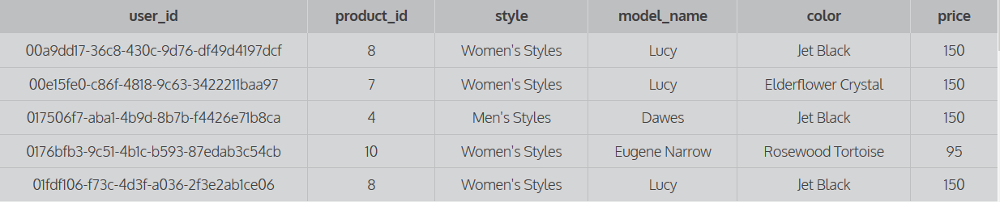 user_id product_id style model_name color price
00a9dd17-36c8-430c-9d76-df49d4197dcf 8 Women's Styles Lucy Jet Black 150
00e15fe0-c86f-4818-9c63-3422211baa97 7 Women's Styles Lucy Elderflower Crystal 150
017506f7-aba1-4b9d-8b7b-f4426e71b8ca 4 Men's Styles Dawes Jet Black 150
0176bfb3-9c51-4b1c-b593-87edab3c54cb 10 Women's Styles Eugene Narrow Rosewood Tortoise 95
01fdf106-f73c-4d3f-a036-2f3e2ab1ce06 8 Women's Styles Lucy Jet Black 150